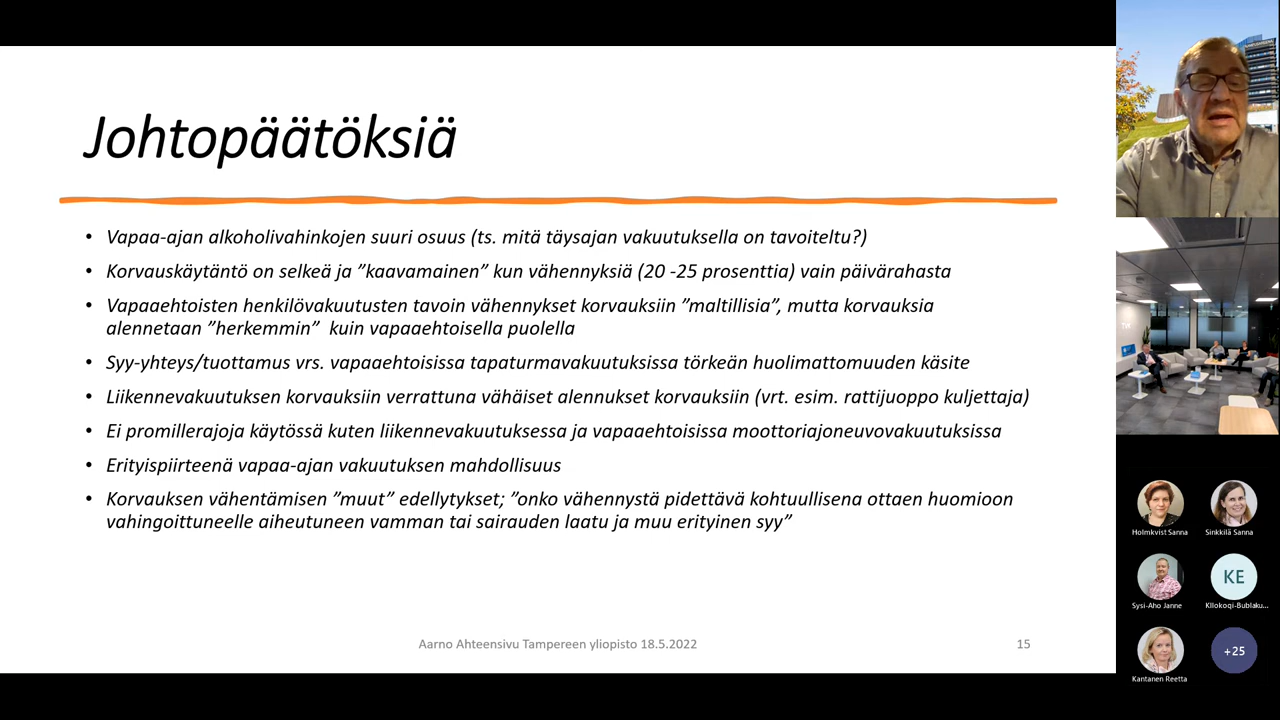 Johtopäätöksiä
• Vapaa-ajan alkoholivahinkojen suuri osuus (ts. mitä täysajan vakuutuksella on tavoiteltu?)
• Korvauskäytäntö on selkeä ja ”kaavamainen” kun vähennyksiä (20 -25 prosenttia) vain päivärahasta
• Vapaaehtoisten henkilövakuutusten tavoin vähennykset korvauksiin ”maltillisia”, mutta korvauksia
alennetaan ”herkemmin” kuin vapaaehtoisella puolella
• Syy-yhteys/tuottamus vrs. vapaaehtoisissa tapaturmavakuutuksissa törkeän huolimattomuuden käsite
• Liikennevakuutuksen korvauksiin verrattuna vähäiset alennukset korvauksiin (vrt. esim. rattijuoppo kuljettaja)
• Ei promillerajoja käytössä kuten liikennevakuutuksessa ja vapaaehtoisissa moottoriajoneuvovakuutuksissa
• Erityispiirteenä vapaa-ajan vakuutuksen mahdollisuus
• Korvauksen vähentämisen ”muut” edellytykset; ”onko vähennystä pidettävä kohtuullisena ottaen huomioon
vahingoittuneelle aiheutuneen vamman tai sairauden laatu ja muu erityinen syy”
Aarno Ahteensivu Tampereen yliopisto 18.5.2022
15
Holmkvist Sanna
Sinkkilä Sanna
KE
Sysi-Aho Janne
Kllokoqi-Bublaku...
+25
Kantanen Reetta